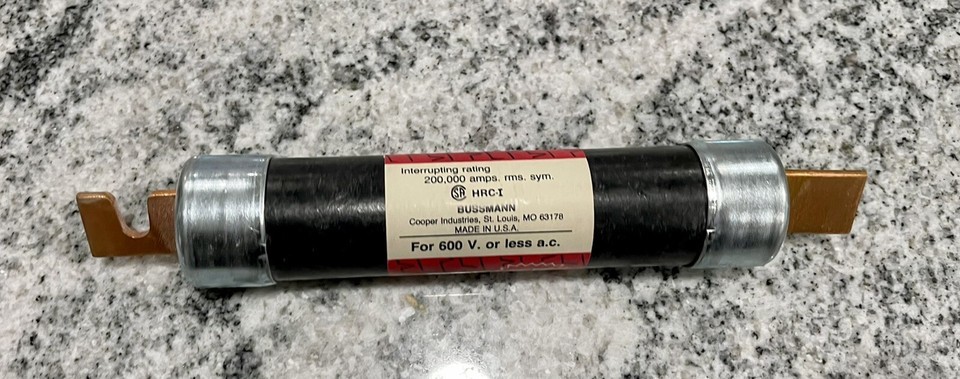 Interrupting rating
200,000 amps. rms. sym.
SA HRC-I
BUSSMANN
Cooper Industries, St. Louis, MO 63178
MADE IN U.S.A.
For 600 V. or less a.c.